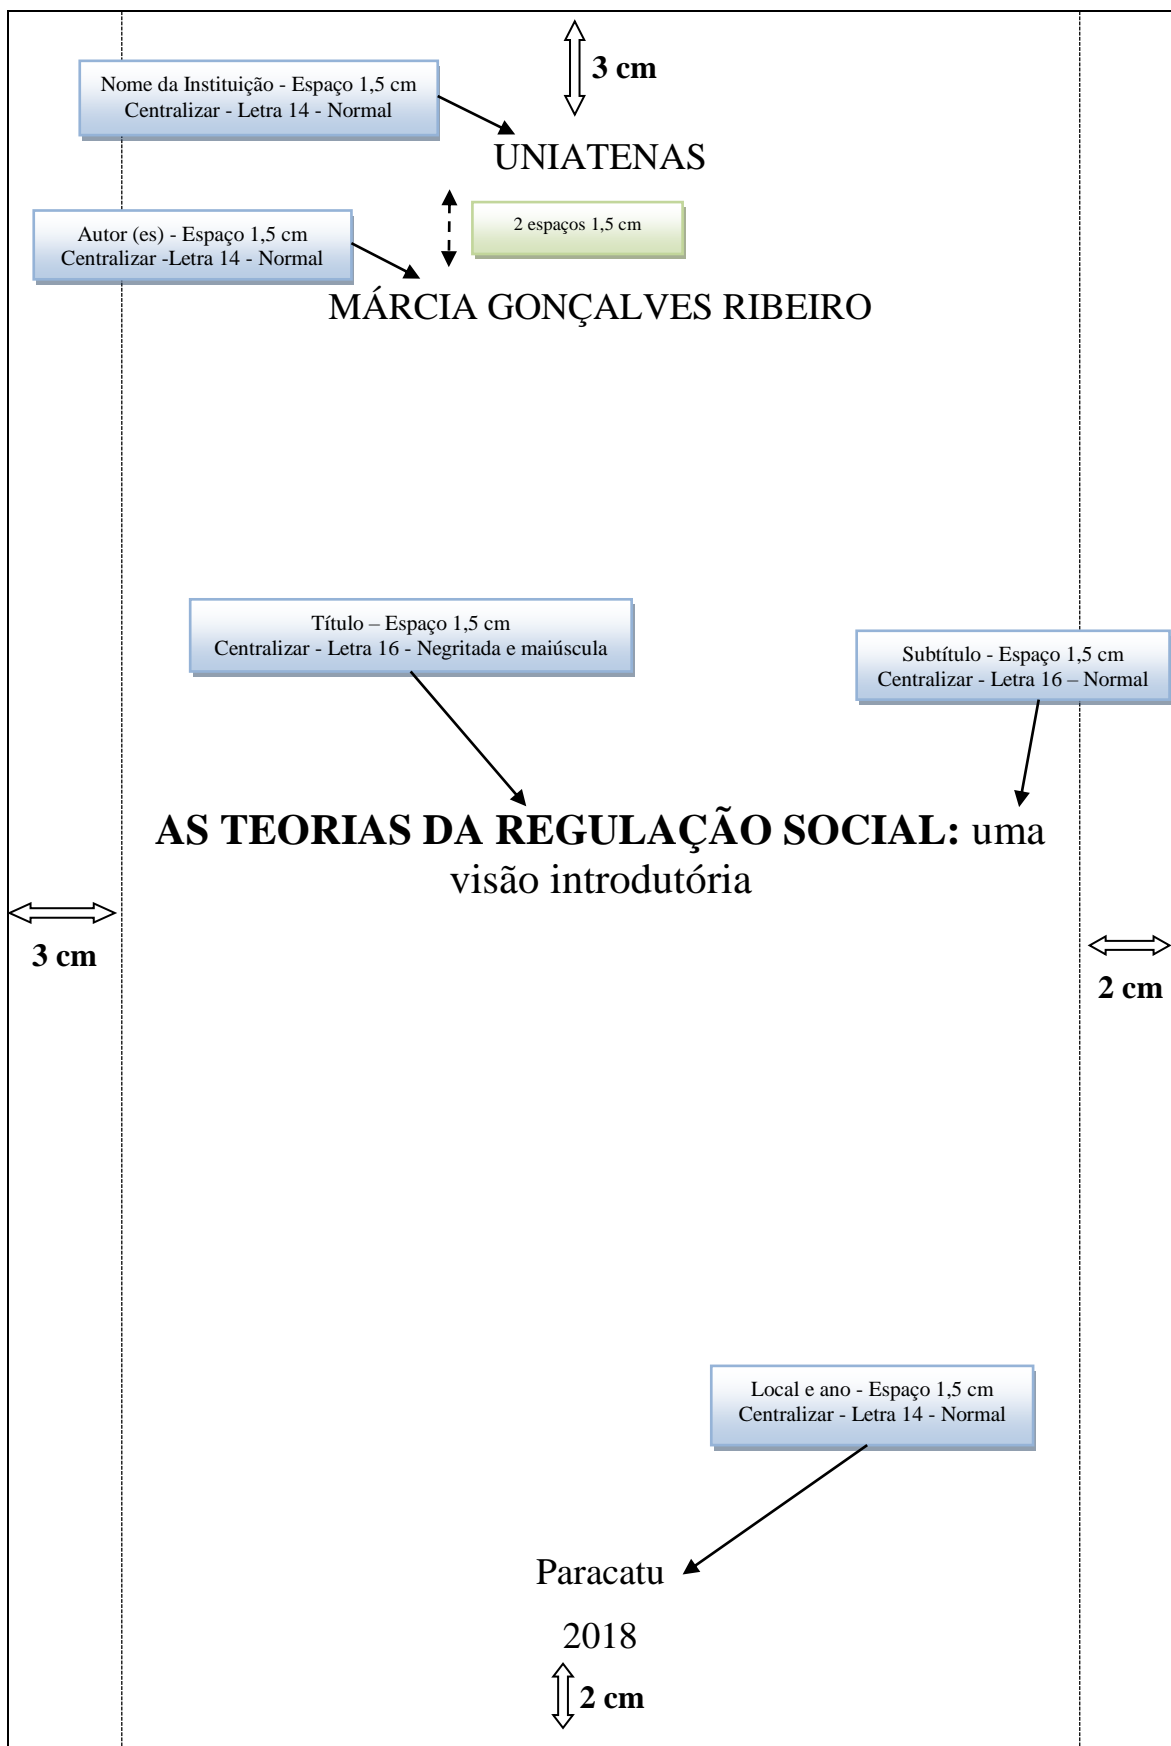 3 cm
Nome da Instituição - Espaço 1,5 cm
Centralizar - Letra 14 - Normal
UNIATENAS
2 espaços 1,5 cm
Autor (es) - Espaço 1,5 cm
Centralizar -Letra 14 - Normal
MÁRCIA GONÇALVES RIBEIRO
Título – Espaço 1,5 cm
Centralizar - Letra 16 - Negritada e maiúscula
Subtítulo - Espaço 1,5 cm
Centralizar - Letra 16 – Normal
AS TEORIAS DA REGULAÇÃO SOCIAL: uma
visão introdutória
3 cm
2 cm
Local e ano - Espaço 1,5 cm
Centralizar - Letra 14 - Normal
Paracatu
2018
2 cm